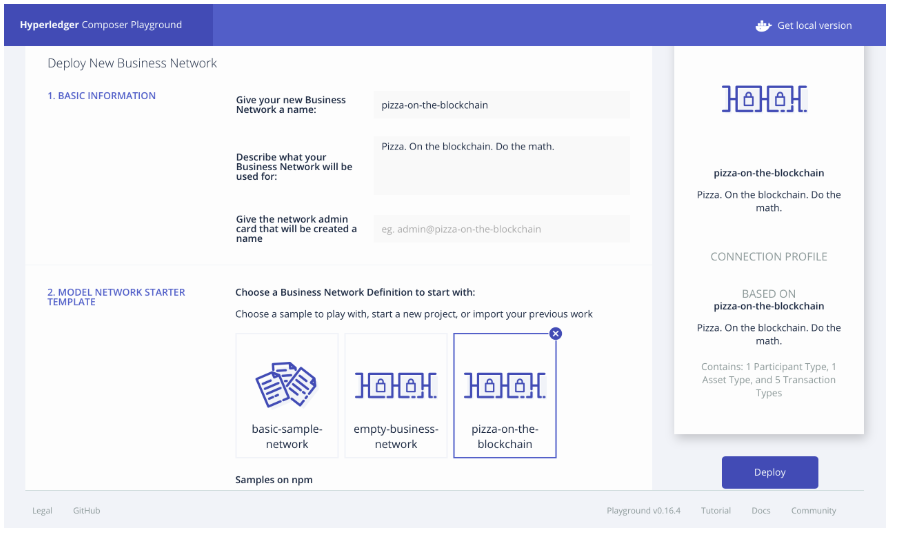 Hyperledger Composer Playground
Get local version
Deploy New Business Network
1. BASIC INFORMATION
Give your new Business
Network a name:
pizza-on-the-blockchain
Describe what your
Business Network will be
used for:
Pizza. On the blockchain. Do the math.
Give the network admin
card that will be created a
name
eg. admin@pizza-on-the-blockchain
2. MODEL NETWORK STARTER
TEMPLATE
Choose a Business Network Definition to start with:
Choose a sample to play with, start a new project, or import your previous work
basic-sample-
network
empty-business-
network
pizza-on-the-
blockchain
Samples on npm
pizza-on-the-blockchain
Pizza. On the blockchain. Do the
math.
CONNECTION PROFILE
BASED ON
pizza-on-the-blockchain
Pizza. On the blockchain. Do the
math.
Contains: 1 Participant Type, 1
Asset Type, and 5 Transaction
Types
Deploy
Legal
GitHub
Playground v0.16.4
Tutorial
Docs
Community